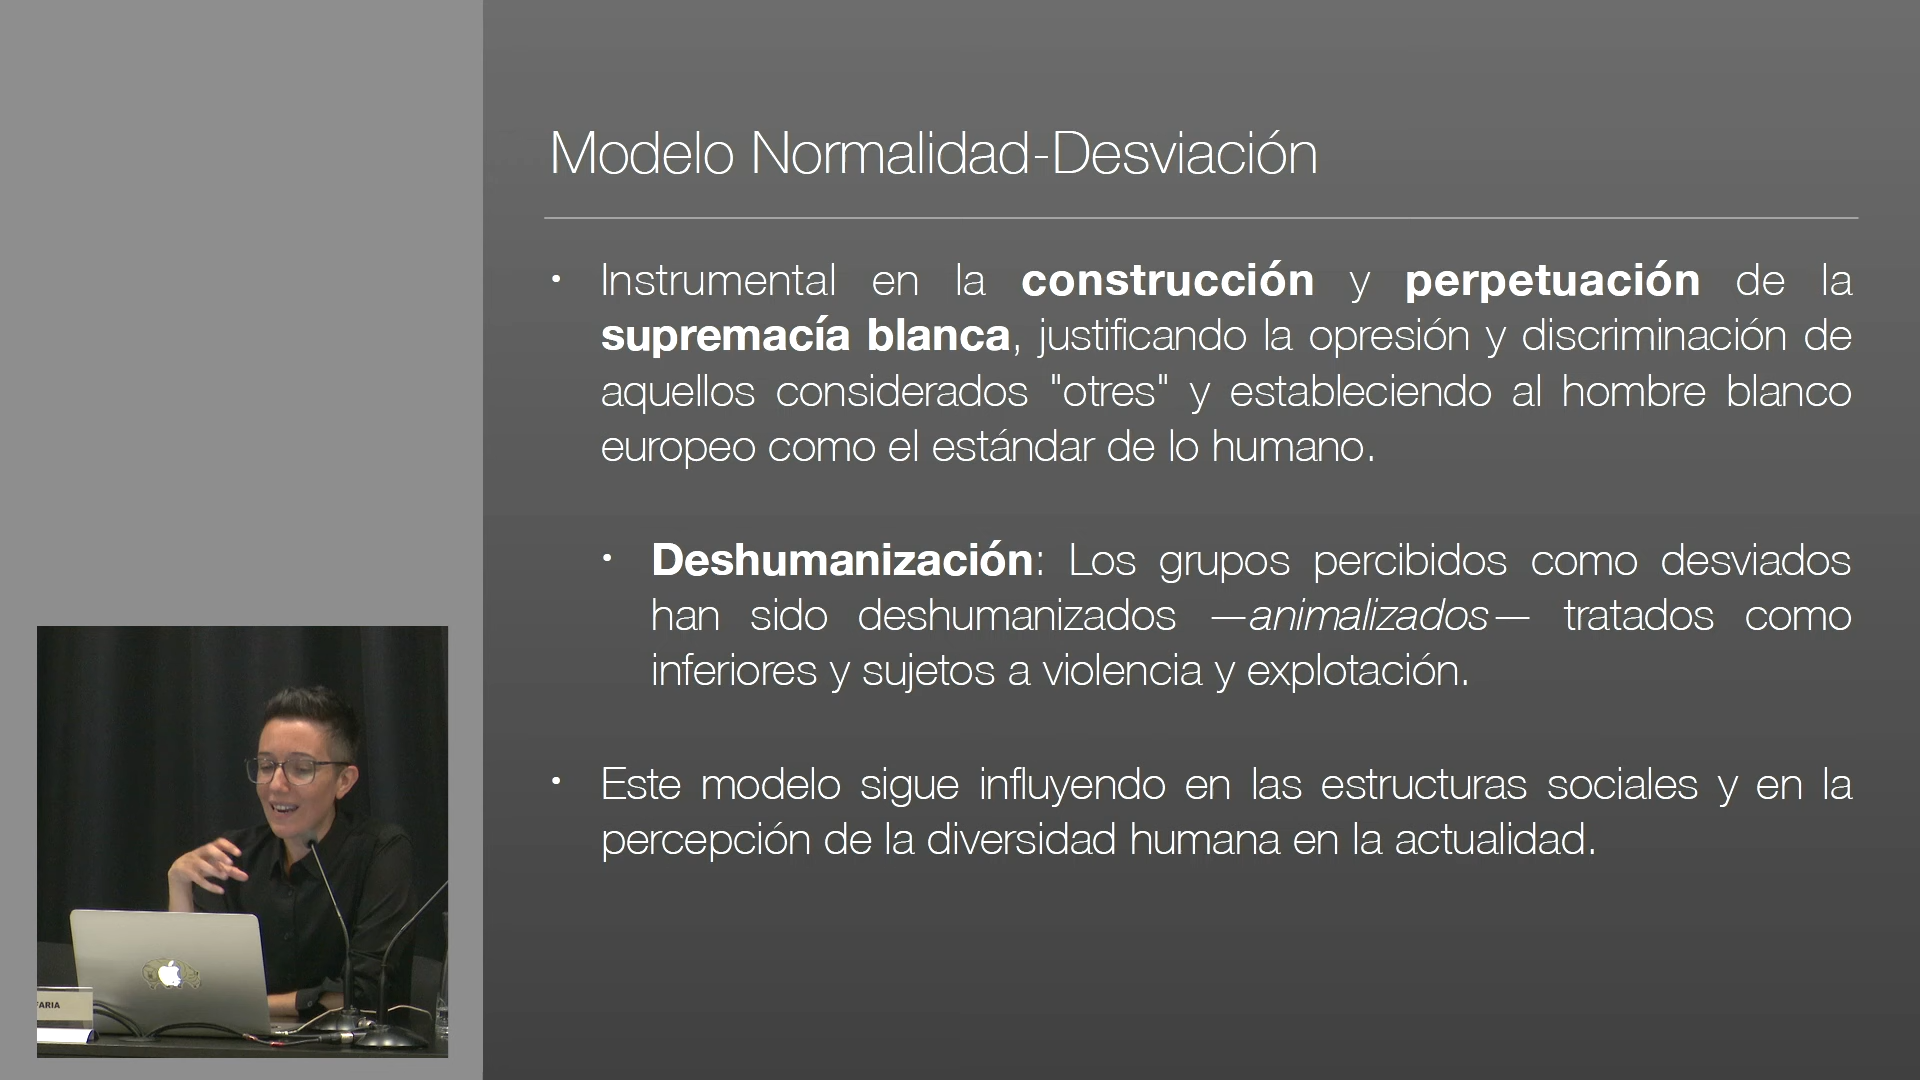 Modelo Normalidad-Desviación
• Instrumental en la construcción y perpetuación de la
supremacía blanca, justificando la opresión y discriminación de
aquellos considerados "otres" y estableciendo al hombre blanco
europeo como el estándar de lo humano.
• Deshumanización: Los grupos percibidos como desviados
han sido deshumanizados —animalizados— tratados como
inferiores y sujetos a violencia y explotación.
• Este modelo sigue influyendo en las estructuras sociales y en la
percepción de la diversidad humana en la actualidad.
FARIA